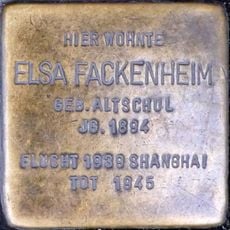 HIER WOHNTE
ELSA FACKENHEIM
GEB. ALTSCHUL
JG. 1894
FLUCHT 1939 SHANGHAI
TOT 1945